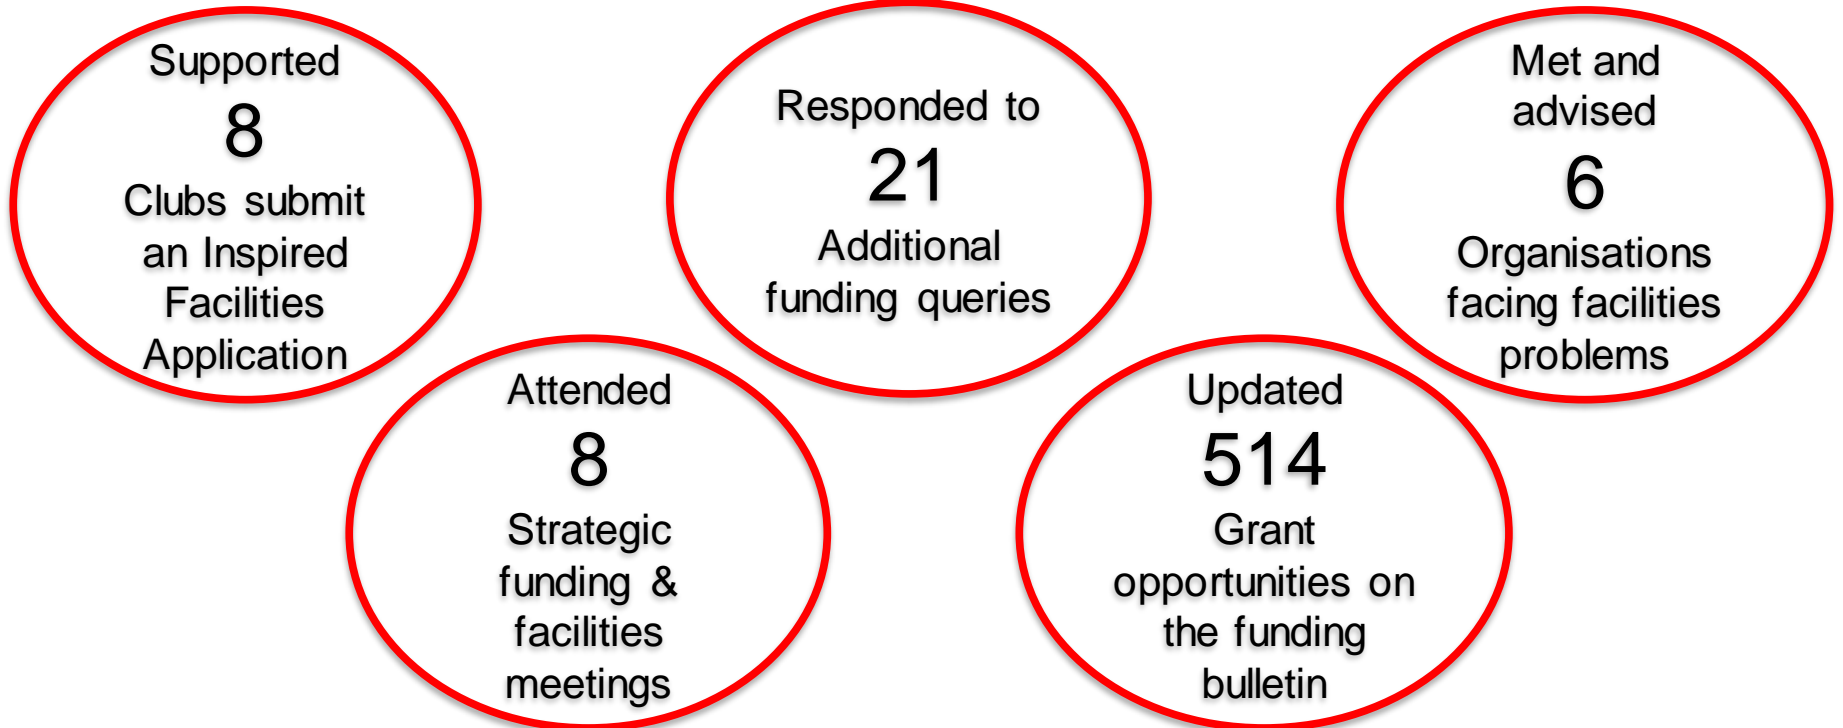 Supported
8
Clubs submit
an Inspired
Facilities
Application
Responded to
21
Additional
funding queries
Met and
advised
6
Organisations
facing facilities
problems
Attended
8
Strategic
funding &
facilities
meetings
Updated
514
Grant
opportunities on
the funding
bulletin